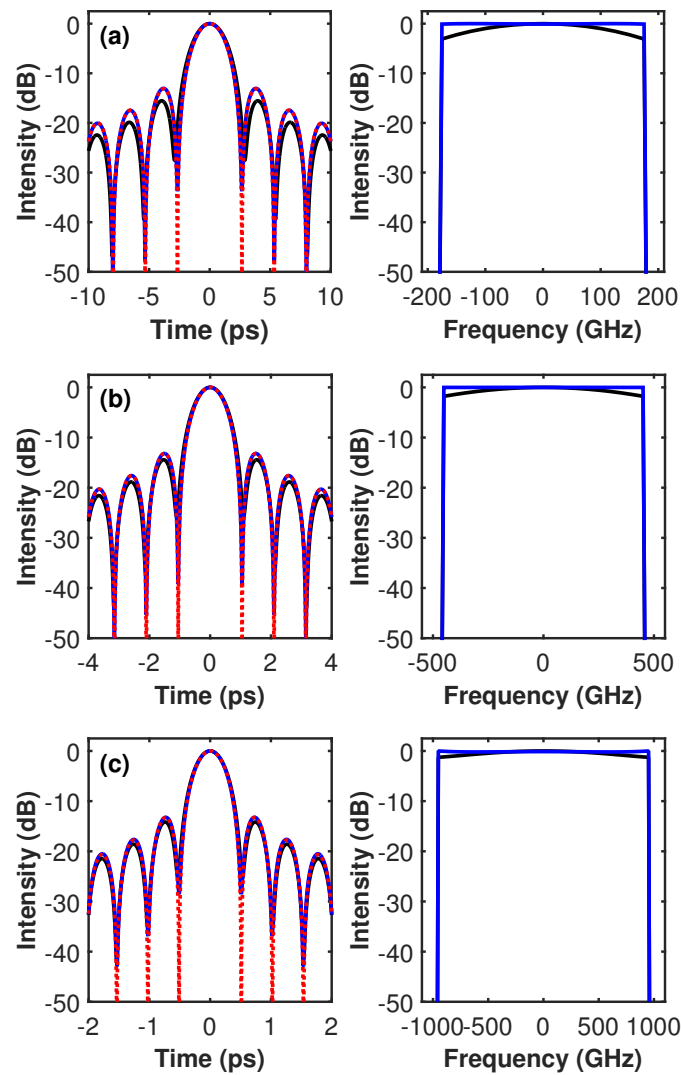 (a)
Intensity (dB)
0
-10
-20
-30
-40
-50
-10 -5 0 5 10
Time (ps)
Intensity (dB)
0
-10
-20
-30
-40
-50
-200 -100 0 100 200
Frequency (GHz)
(b)
Intensity (dB)
0
-10
-20
-30
-40
-50
-4 -2 0 2 4
Time (ps)
Intensity (dB)
0
-10
-20
-30
-40
-50
-500 0 500
Frequency (GHz)
(c)
Intensity (dB)
0
-10
-20
-30
-40
-50
-2 -1 0 1 2
Time (ps)
Intensity (dB)
0
-10
-20
-30
-40
-50
-1000 -500 0 500 1000
Frequency (GHz)